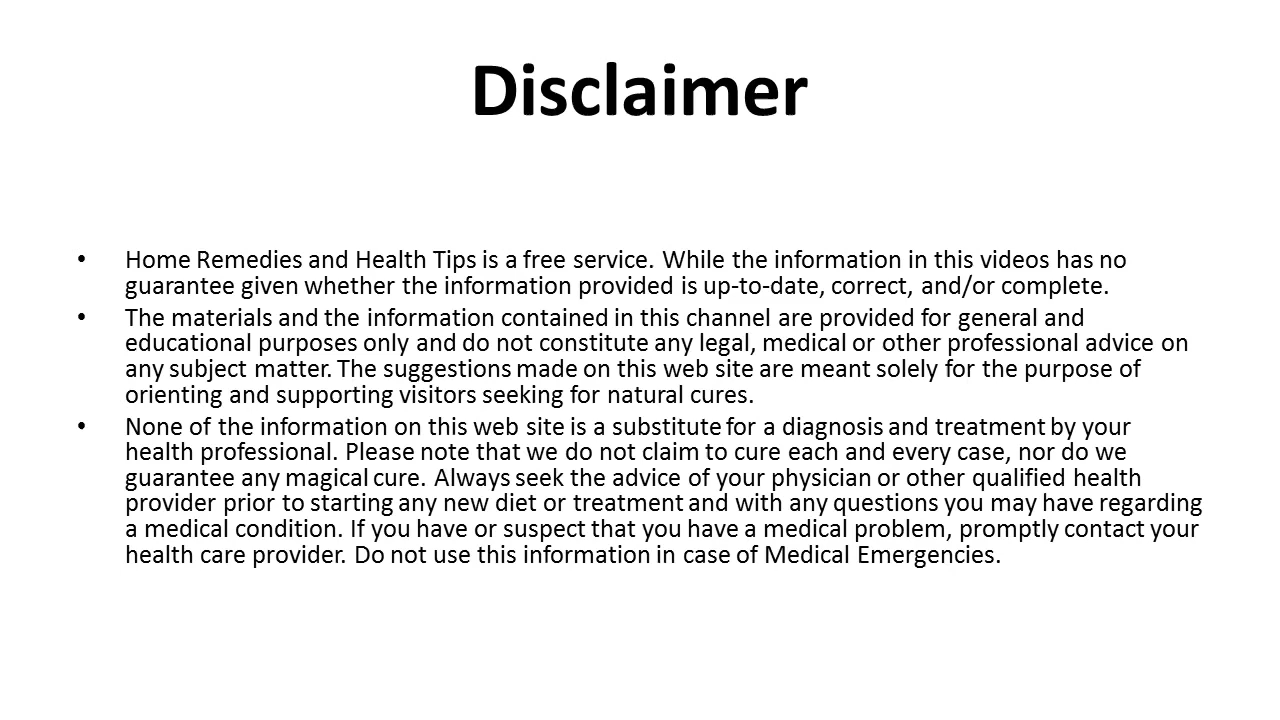 Disclaimer
• Home Remedies and Health Tips is a free service. While the information in this videos has no
guarantee given whether the information provided is up-to-date, correct, and/or complete.
• The materials and the information contained in this channel are provided for general and
educational purposes only and do not constitute any legal, medical or other professional advice on
any subject matter. The suggestions made on this web site are meant solely for the purpose of
orienting and supporting visitors seeking for natural cures.
• None of the information on this web site is a substitute for a diagnosis and treatment by your
health professional. Please note that we do not claim to cure each and every case, nor do we
guarantee any magical cure. Always seek the advice of your physician or other qualified health
provider prior to starting any new diet or treatment and with any questions you may have regarding
a medical condition. If you have or suspect that you have a medical problem, promptly contact your
health care provider. Do not use this information in case of Medical Emergencies.